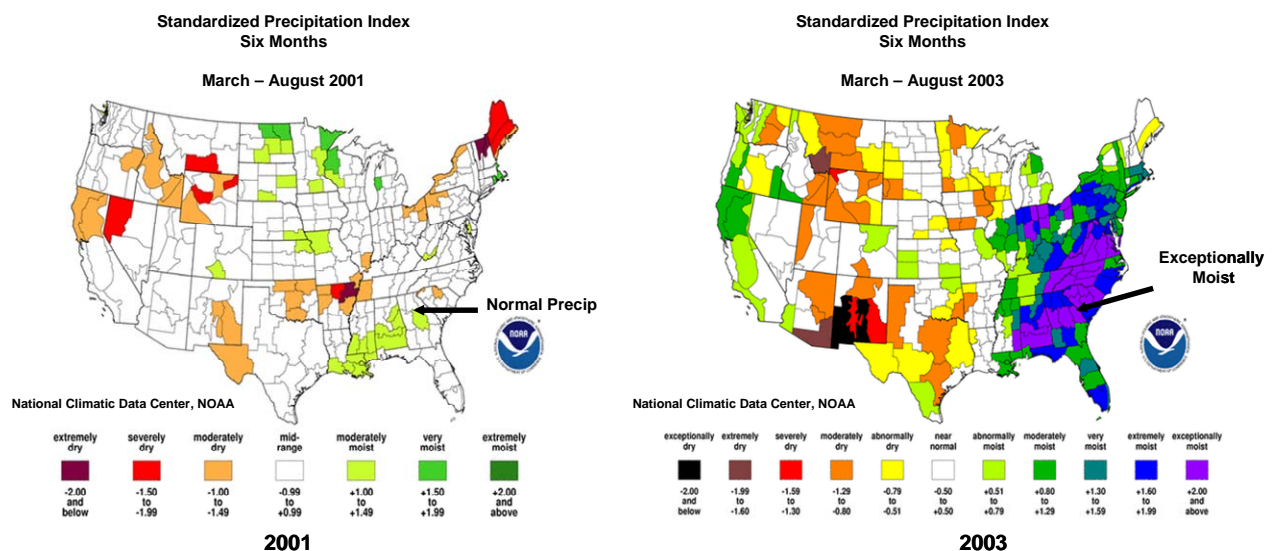 Standardized Precipitation Index
Six Months
March – August 2001
Normal Precip
NOAA
National Climatic Data Center, NOAA
extremely dry
severely dry
moderately dry
mid-range
moderately moist
very moist
extremely moist
-2.00 and below
-1.50 to -1.99
-1.00 to -1.49
-0.99 to +0.99
+1.00 to +1.49
+1.50 to +1.99
+2.00 and above
2001
Standardized Precipitation Index
Six Months
March – August 2003
Exceptionally
Moist
NOAA
National Climatic Data Center, NOAA
exceptionally dry
extremely dry
severely dry
moderately dry
abnormally dry
near normal
abnormally moist
moderately moist
very moist
extremely moist
exceptionally moist
-2.00 and below
-1.99 to -1.60
-1.59 to -1.30
-1.29 to -0.80
-0.79 to -0.51
-0.50 to +0.50
+0.51 to +0.79
+0.80 to +1.29
+1.30 to +1.59
+1.60 to +1.99
+2.00 and above
2003